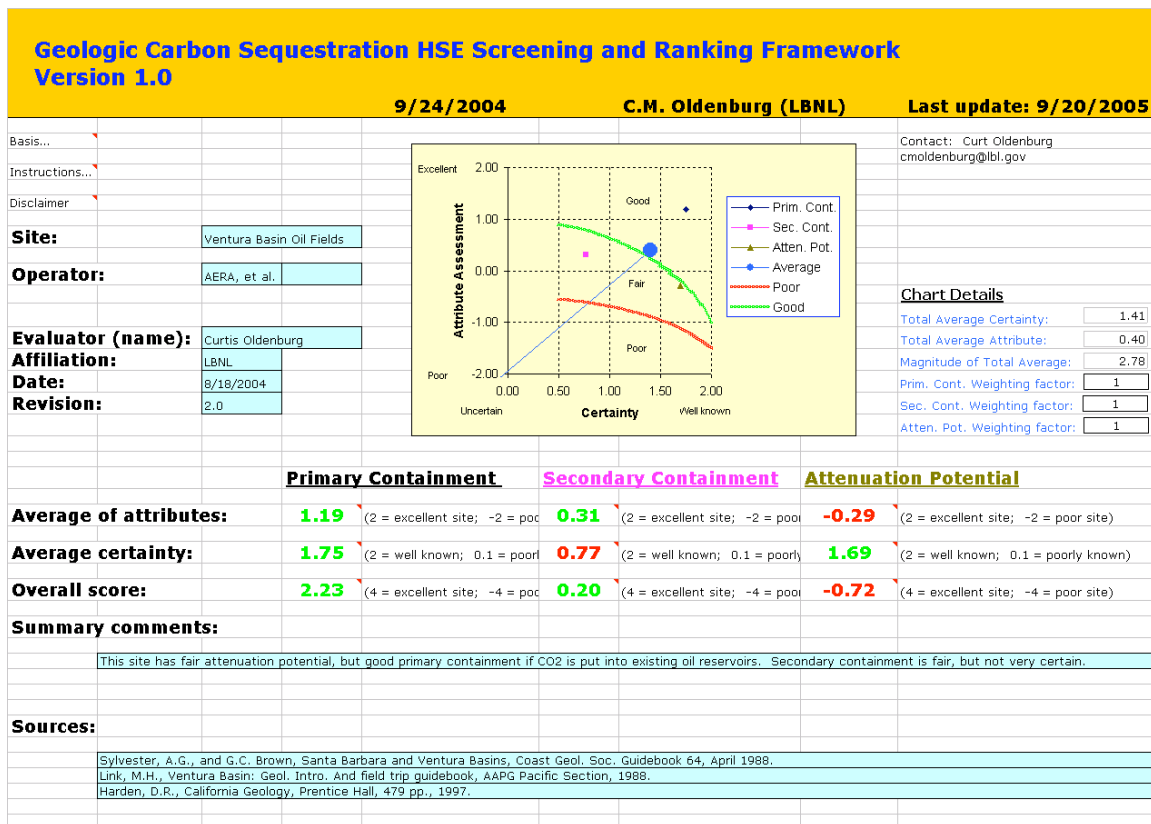 Geologic Carbon Sequestration HSE Screening and Ranking Framework
Version 1.0
9/24/2004 C.M. Oldenburg (LBNL) Last update: 9/20/2005
Basis...
Instructions...
Disclaimer
Contact: Curt Oldenburg
cmoldenburg@lbl.gov
Site: Ventura Basin Oil Fields
Operator: AERA, et al.
Evaluator (name): Curtis Oldenburg
Affiliation: LBNL
Date: 8/18/2004
Revision: 2.0
Excellent
Poor
Attribute Assessment
2.00
1.00
0.00
-1.00
-2.00
Good
Fair
Poor
0.00 0.50 1.00 1.50 2.00
Uncertain Certainty Well known
Prim. Cont.
Sec. Cont.
Atten. Pot.
Average
Poor
Good
Chart Details
Total Average Certainty: 1.41
Total Average Attribute: 0.40
Magnitude of Total Average: 2.78
Prim. Cont. Weighting factor: 1
Sec. Cont. Weighting factor: 1
Atten. Pot. Weighting factor: 1
Primary Containment Secondary Containment Attenuation Potential
Average of attributes: 1.19 (2 = excellent site; -2 = poo 0.31 (2 = excellent site; -2 = poo -0.29 (2 = excellent site; -2 = poor site)
Average certainty: 1.75 (2 = well known; 0.1 = poorl 0.77 (2 = well known; 0.1 = poorly 1.69 (2 = well known; 0.1 = poorly known)
Overall score: 2.23 (4 = excellent site; -4 = poo 0.20 (4 = excellent site; -4 = poo -0.72 (4 = excellent site; -4 = poor site)
Summary comments:
This site has fair attenuation potential, but good primary containment if CO2 is put into existing oil reservoirs. Secondary containment is fair, but not very certain.
Sources:
Sylvester, A.G., and G.C. Brown, Santa Barbara and Ventura Basins, Coast Geol. Soc. Guidebook 64, April 1988.
Link, M.H., Ventura Basin: Geol. Intro. And field trip guidebook, AAPG Pacific Section, 1988.
Harden, D.R., California Geology, Prentice Hall, 479 pp., 1997.